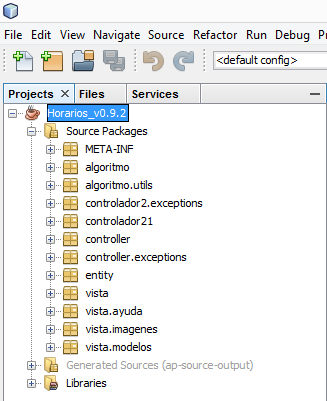 File Edit View Navigate Source Refactor Run Debug
<default config>
Projects Files Services
Horarios_v0.9.2
Source Packages
META-INF
algoritmo
algoritmo.utils
controlador2.exceptions
controlador21
controller
controller.exceptions
entity
vista
vista.ayuda
vista.imagenes
vista.modelos
Generated Sources (ap-source-output)
Libraries